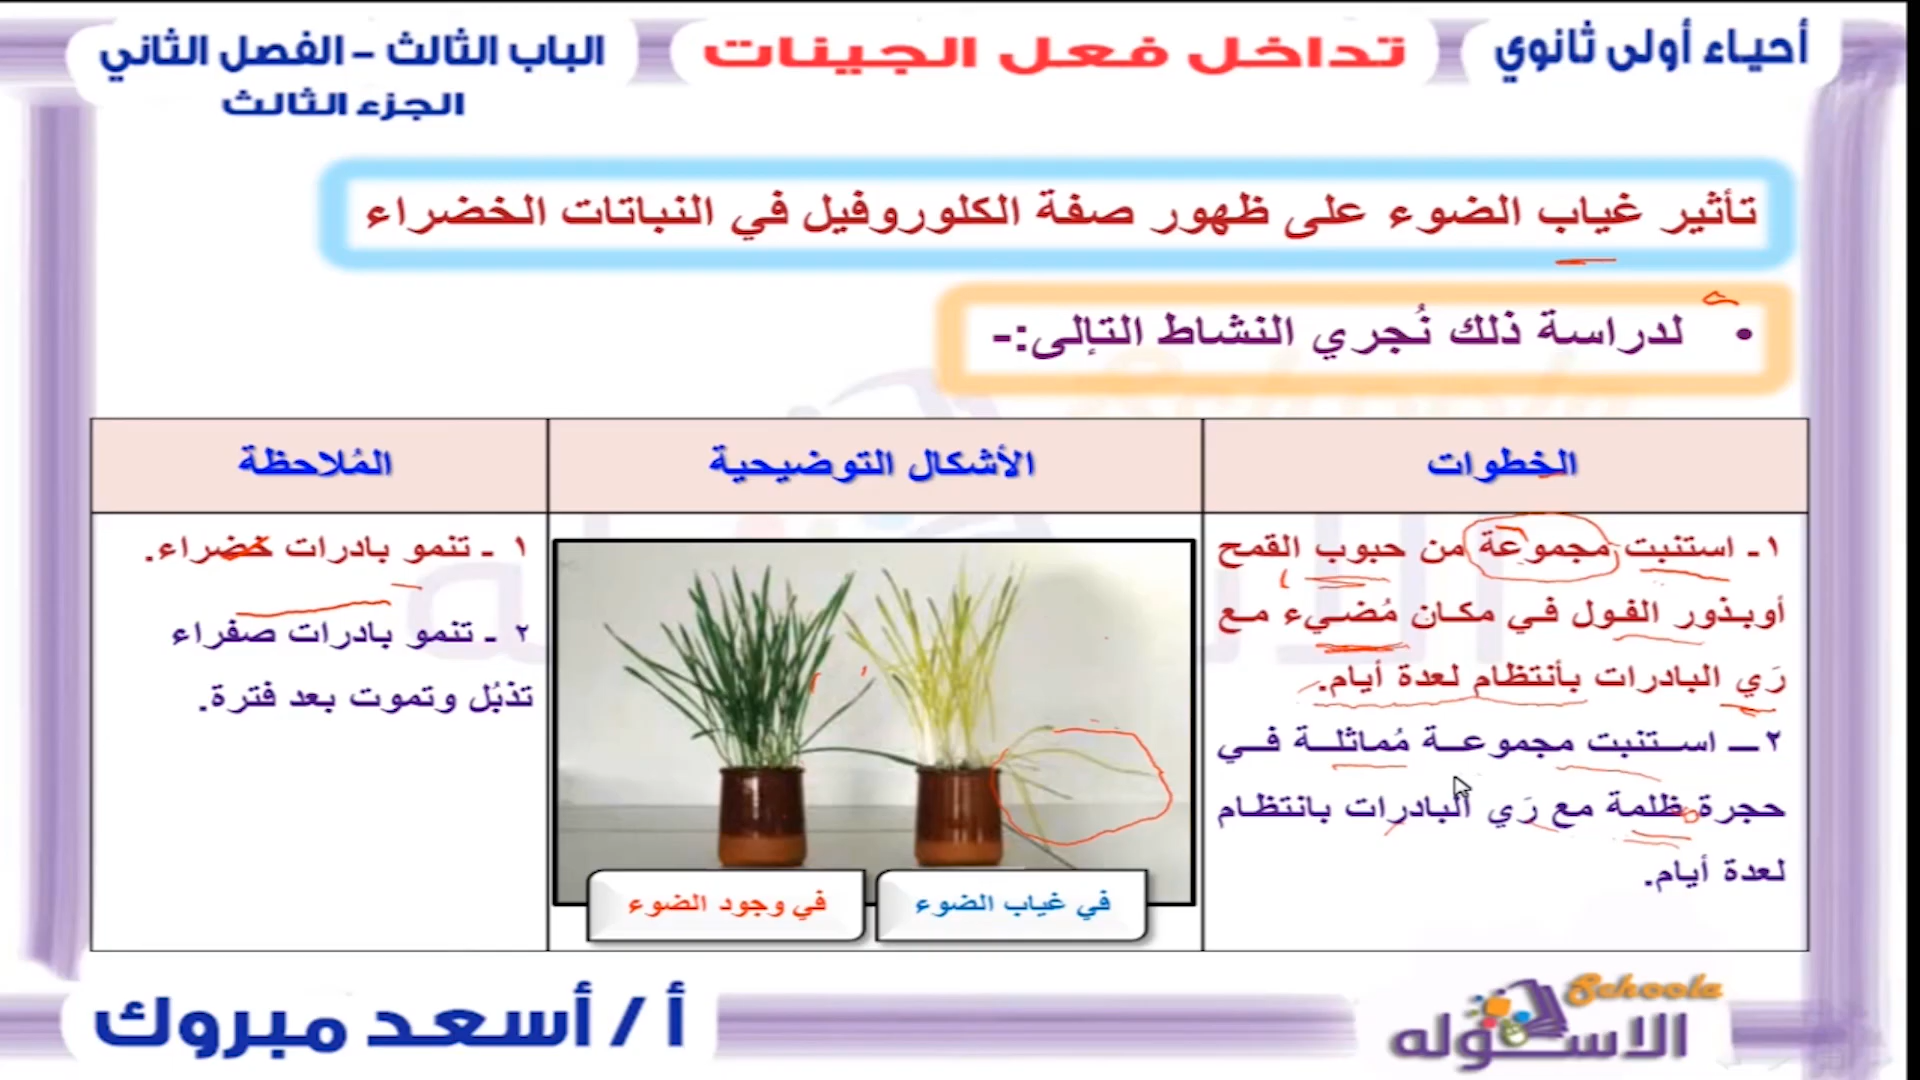 أحياء أولى ثانوي
تداخل فعل الجينات
الباب الثالث - الفصل الثاني
الجزء الثالث
تأثير غياب الضوء على ظهور صفة الكلوروفيل في النباتات الخضراء
• لدراسة ذلك نُجري النشاط التإلى:-
الخطوات
الأشكال التوضيحية
المُلاحظة
١- استنبت مجموعة من حبوب القمح
أوبذور الفول في مكان مُضيء مع
رَي البادرات بأنتظام لعدة أيام.
٢ – استنبت مجموعة مُماثلة في
حجرة ظلمة مع رَي البادرات بانتظام
لعدة أيام.
في غياب الضوء
في وجود الضوء
١ - تنمو بادرات خضراء.
٢ - تنمو بادرات صفراء
تذبُل وتموت بعد فترة.
Schoola
الاسكوله
أ / أسعد مبروك